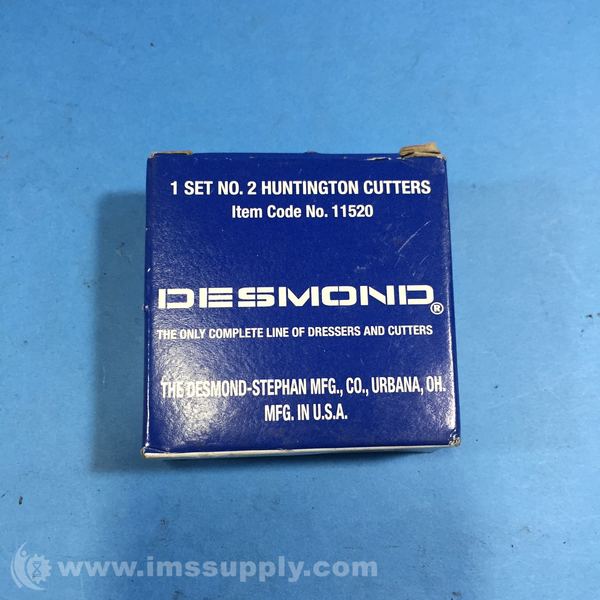 1 SET NO. 2 HUNTINGTON CUTTERS
Item Code No. 11520
DESMOND®
THE ONLY COMPLETE LINE OF DRESSERS AND CUTTERS
THE DESMOND-STEPHAN MFG., CO., URBANA, OH.
MFG. IN U.S.A.
www.imssupply.com